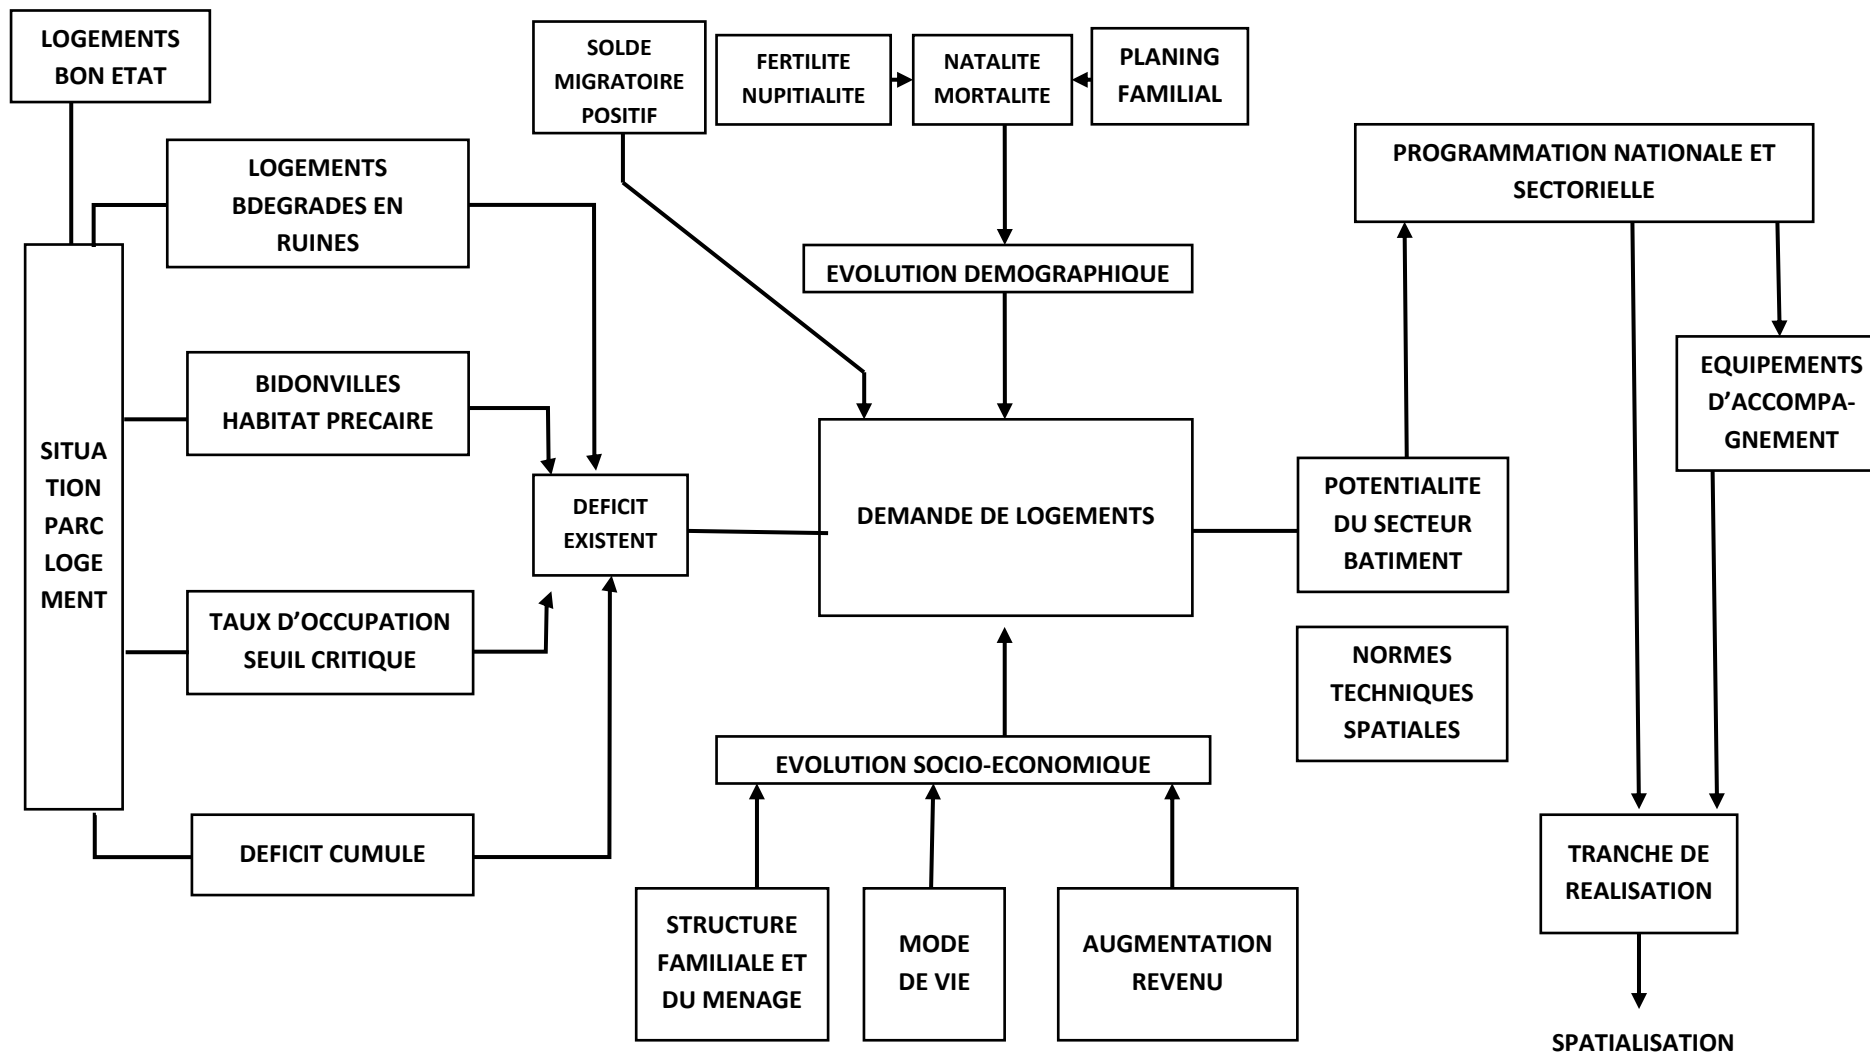 LOGEMENTS
BON ETAT
SOLDE
MIGRATOIRE
POSITIF
FERTILITE
NUPITIALITE
NATALITE
MORTALITE
PLANING
FAMILIAL
LOGEMENTS
BDEGRADES EN
RUINES
PROGRAMMATION NATIONALE ET
SECTORIELLE
EVOLUTION DEMOGRAPHIQUE
BIDONVILLES
HABITAT PRECAIRE
EQUIPEMENTS
D’ACCOMPA-
GNEMENT
SITUA
TION
PARC
LOGE
MENT
DEFICIT
EXISTENT
DEMANDE DE LOGEMENTS
POTENTIALITE
DU SECTEUR
BATIMENT
TAUX D’OCCUPATION
SEUIL CRITIQUE
NORMES
TECHNIQUES
SPATIALES
EVOLUTION SOCIO-ECONOMIQUE
DEFICIT CUMULE
TRANCHE DE
REALISATION
STRUCTURE
FAMILIALE ET
DU MENAGE
MODE
DE VIE
AUGMENTATION
REVENU
SPATIALISATION